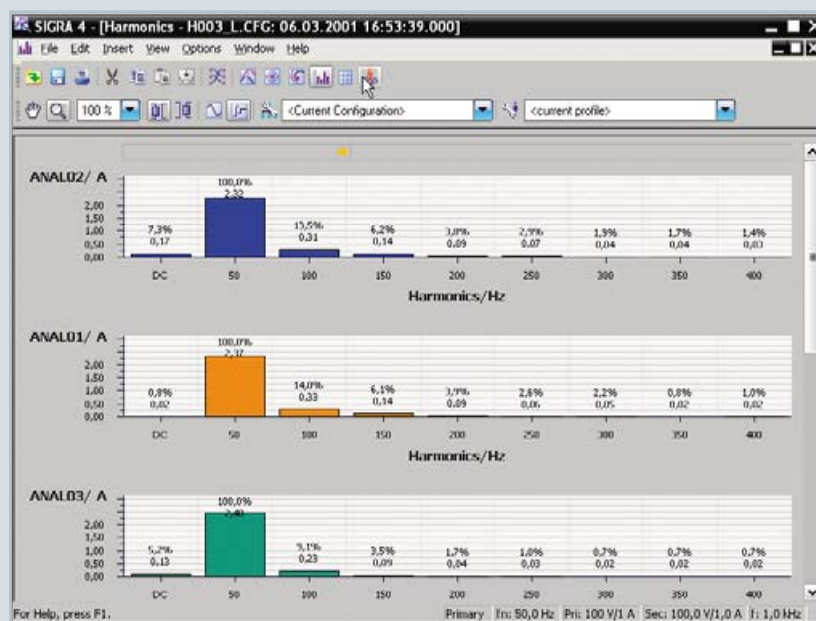 SIGRA 4 - [Harmonics - H003_L.CFG: 06.03.2001 16:53:39.000]
File Edit Insert View Options Window Help
100 % <Current Configuration> <current profile>
ANAL02/ A
100,0%
2,32
7,3% 13,5% 6,2% 3,8% 2,9% 1,9% 1,7% 1,4%
0,17 0,31 0,14 0,09 0,07 0,04 0,04 0,03
2,00
1,50
1,00
0,50
0,00
DC 50 100 150 200 250 300 350 400
Harmonics/Hz
ANAL01/ A
100,0%
2,37
0,8% 14,0% 6,1% 3,9% 2,6% 2,2% 0,8% 1,0%
0,02 0,33 0,14 0,09 0,06 0,05 0,02 0,02
2,00
1,50
1,00
0,50
0,00
DC 50 100 150 200 250 300 350 400
Harmonics/Hz
ANAL03/ A
100,0%
5,2% 9,1% 3,5% 1,7% 1,0% 0,7% 0,7% 0,7%
0,13 0,23 0,09 0,04 0,03 0,02 0,02 0,02
2,00
1,50
1,00
0,50
0,00
DC 50 100 150 200 250 300 350 400
For Help, press F1. Primary fn: 50,0 Hz Pri: 100 V/1 A Sec: 100,0 V/1,0 A f: 1,0 kHz